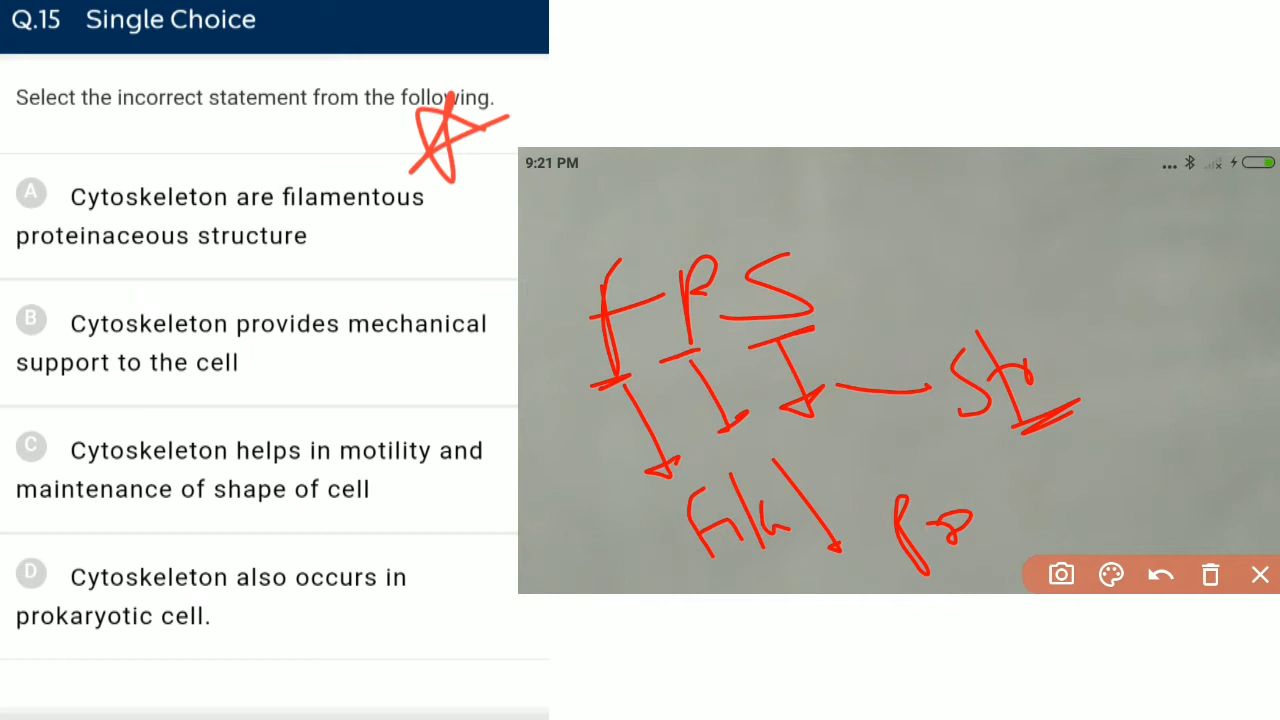 Q.15 Single Choice
Select the incorrect statement from the following.
A Cytoskeleton are filamentous
proteinaceous structure
B Cytoskeleton provides mechanical
support to the cell
C Cytoskeleton helps in motility and
maintenance of shape of cell
D Cytoskeleton also occurs in
prokaryotic cell.
9:21 PM
FPS
Str